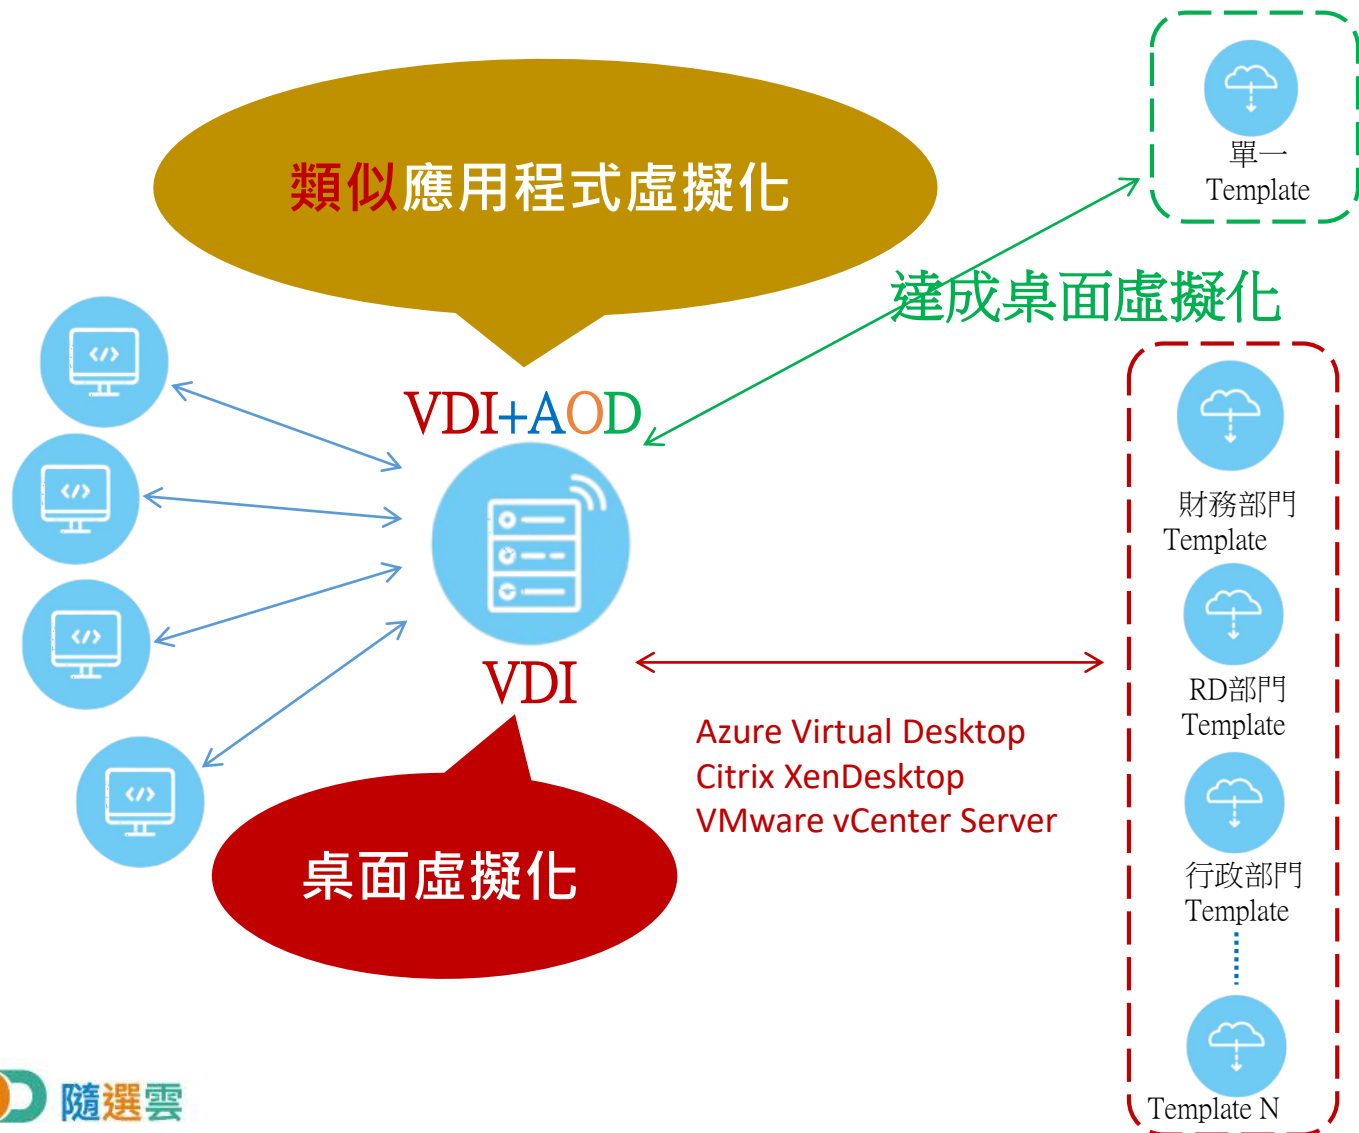 類似應用程式虛擬化
單一
Template
達成桌面虛擬化
VDI+AOD
財務部門
Template
RD部門
Template
VDI
Azure Virtual Desktop
Citrix XenDesktop
VMware vCenter Server
桌面虛擬化
行政部門
Template
Template N
隨選雲